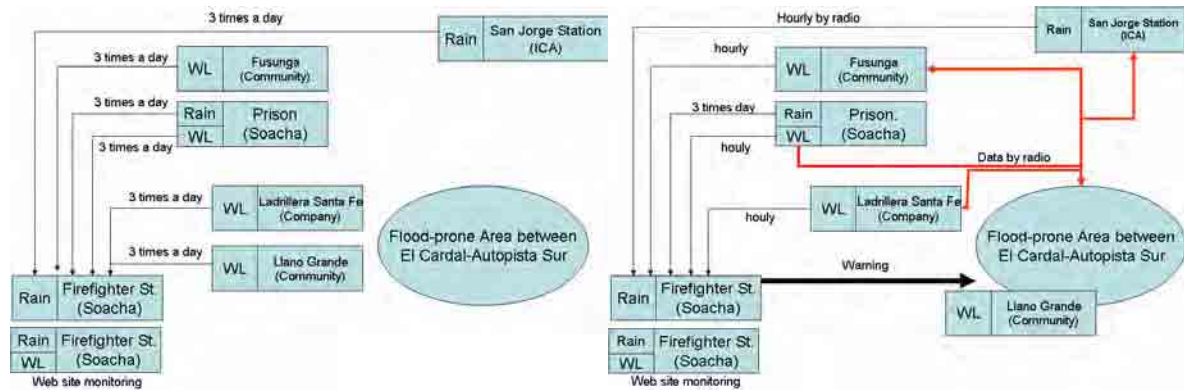 3 times a day
Rain
San Jorge Station
(ICA)
3 times a day
WL
Fusunga
(Community)
3 times a day
Rain
WL
Prison
(Soacha)
3 times a day
3 times a day
WL
Ladrillera Santa Fe
(Company)
3 times a day
WL
Llano Grande
(Community)
Flood-prone Area between
El Cardal-Autopista Sur
Rain
Firefighter St.
(Soacha)
Rain
WL
Firefighter St.
(Soacha)
Web site monitoring
Hourly by radio
Rain
San Jorge Station
(ICA)
hourly
WL
Fusunga
(Community)
3 times day
Rain
WL
Prison.
(Soacha)
houly
Data by radio
WL
Ladrillera Santa Fe
(Company)
houly
Flood-prone Area between
El Cardal-Autopista Sur
Warning
WL
Llano Grande
(Community)
Rain
Firefighter St.
(Soacha)
Rain
WL
Firefighter St.
(Soacha)
Web site monitoring